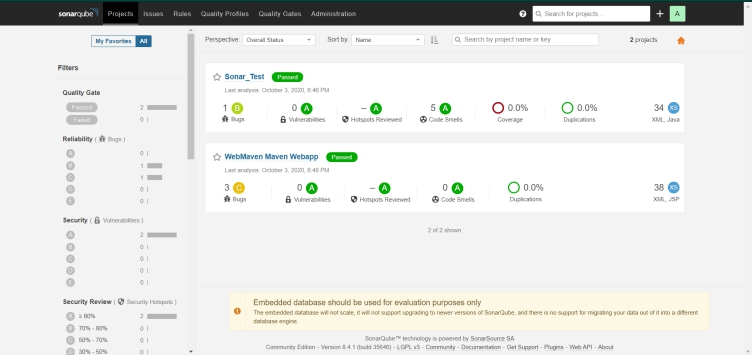 sonarqube Projects Issues Rules Quality Profiles Quality Gates Administration ? Search for projects... + A
My Favorites All Perspective: Overall Status Sort by: Name Search by project name or key 2 projects
Filters
Quality Gate
Passed 2
Failed 0
Reliability ( Bugs )
A 0
B 1
C 1
D 0
E 0
Security ( Vulnerabilities )
A 2
B 0
C 0
D 0
E 0
Security Review ( Security Hotspots )
A ≥ 80% 2
B 70% - 80% 0
C 50% - 70% 0
D 30% - 50% 0
Sonar_Test Passed
Last analysis: October 3, 2020, 6:46 PM
1 B 0 A – A 5 A 0.0% 0.0% 34 XS
Bugs Vulnerabilities Hotspots Reviewed Code Smells Coverage Duplications XML, Java
WebMaven Maven Webapp Passed
Last analysis: October 3, 2020, 6:48 PM
3 C 0 A – A 0 A 0.0% 38 XS
Bugs Vulnerabilities Hotspots Reviewed Code Smells Duplications XML, JSP
2 of 2 shown
Embedded database should be used for evaluation purposes only
The embedded database will not scale, it will not support upgrading to newer versions of SonarQube, and there is no support for migrating your data out of it into a different
database engine.
SonarQube™ technology is powered by SonarSource SA
Community Edition - Version 8.4.1 (build 35646) - LGPL v3 - Community - Documentation - Get Support - Plugins - Web API - About